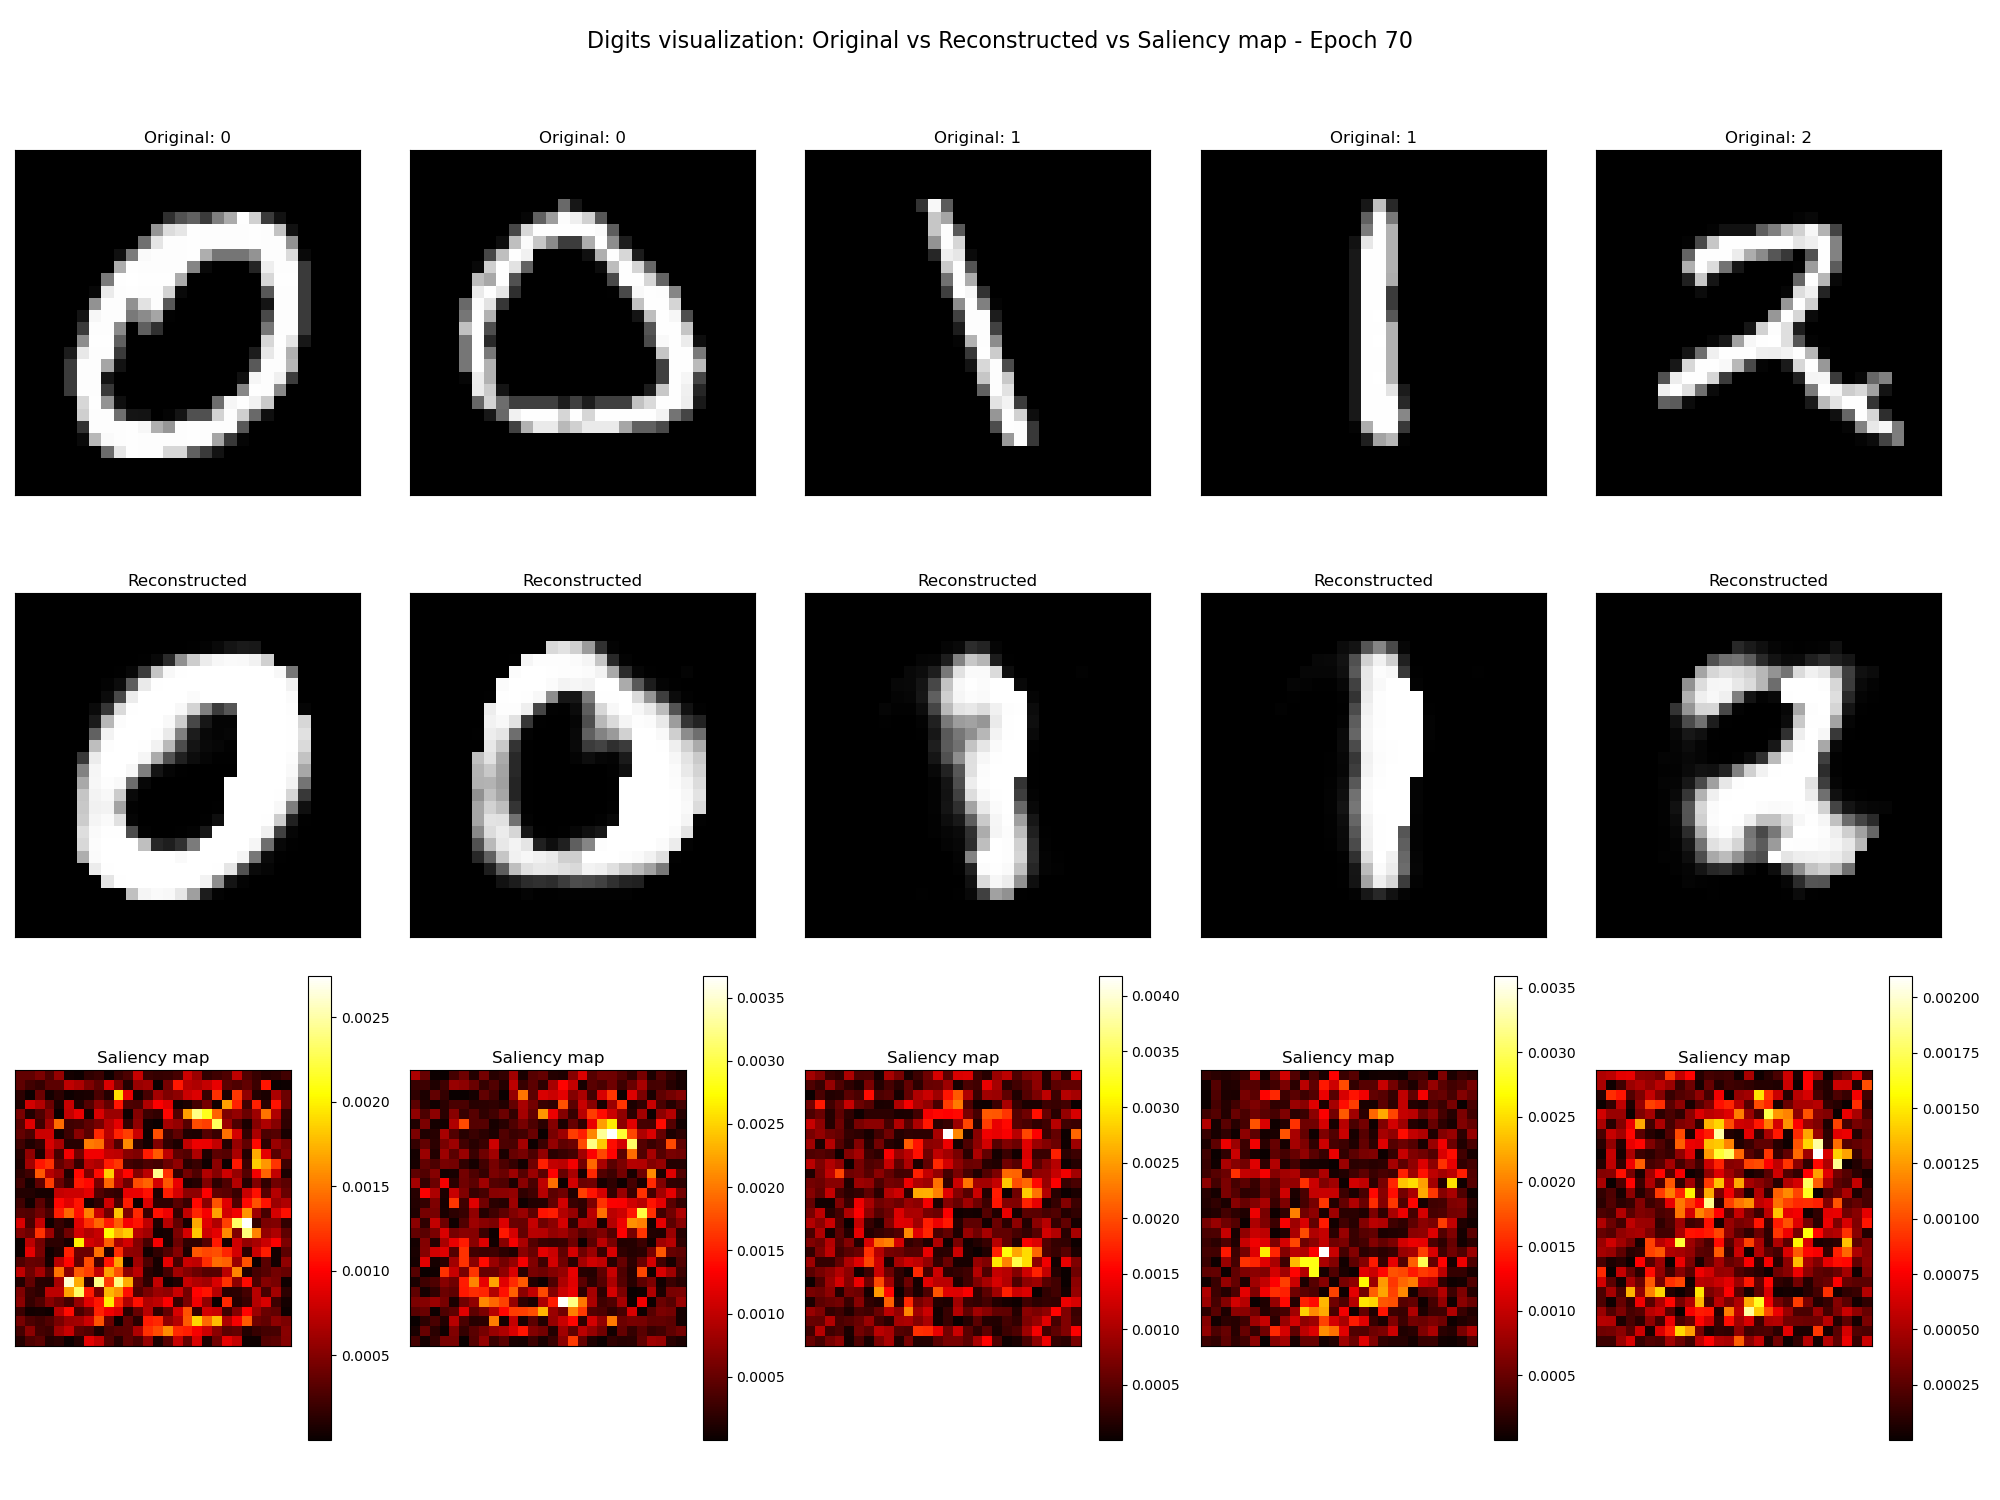 Digits visualization: Original vs Reconstructed vs Saliency map - Epoch 70
Original: 0
Original: 0
Original: 1
Original: 1
Original: 2
Reconstructed
Reconstructed
Reconstructed
Reconstructed
Reconstructed
Saliency map
0.0025
0.0020
0.0015
0.0010
0.0005
Saliency map
0.0035
0.0030
0.0025
0.0020
0.0015
0.0010
0.0005
Saliency map
0.0040
0.0035
0.0030
0.0025
0.0020
0.0015
0.0010
0.0005
Saliency map
0.0035
0.0030
0.0025
0.0020
0.0015
0.0010
0.0005
Saliency map
0.00200
0.00175
0.00150
0.00125
0.00100
0.00075
0.00050
0.00025